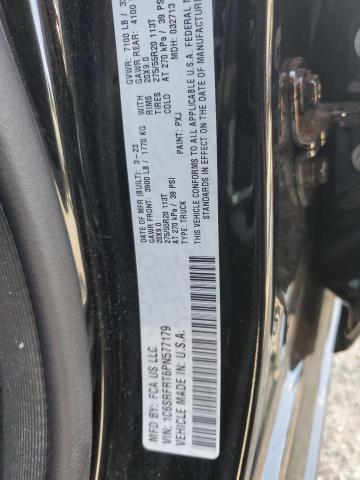 MFD BY: FCA US LLC
DATE OF MFR (BUILT): 3-23
GVWR: 7100 LB
GAWR FRONT: 3900 LB / 1770 KG
WITH
GAWR REAR: 4100
20X9.0
RIMS
20X9.0
275/55R20 113T
TIRES
275/55R20 113T
AT 270 kPa / 39 PSI
COLD
AT 270 kPa / 39 PSI
THIS VEHICLE CONFORMS TO ALL APPLICABLE U.S.A. FEDERAL
STANDARDS IN EFFECT ON THE DATE OF MANUFACTURE
VIN: 1C6SRFRT6PN577179
TYPE: TRUCK
PAINT: PXJ
MDH: 032713
VEHICLE MADE IN: U.S.A.